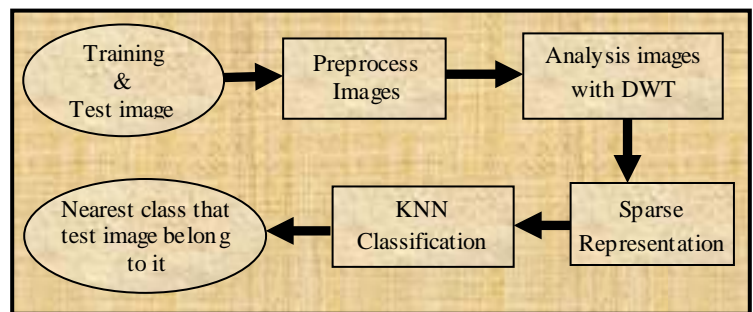 Training
&
Test image
Preprocess
Images
Analysis images
with DWT
Sparse
Representation
KNN
Classification
Nearest class that
test image belong
to it